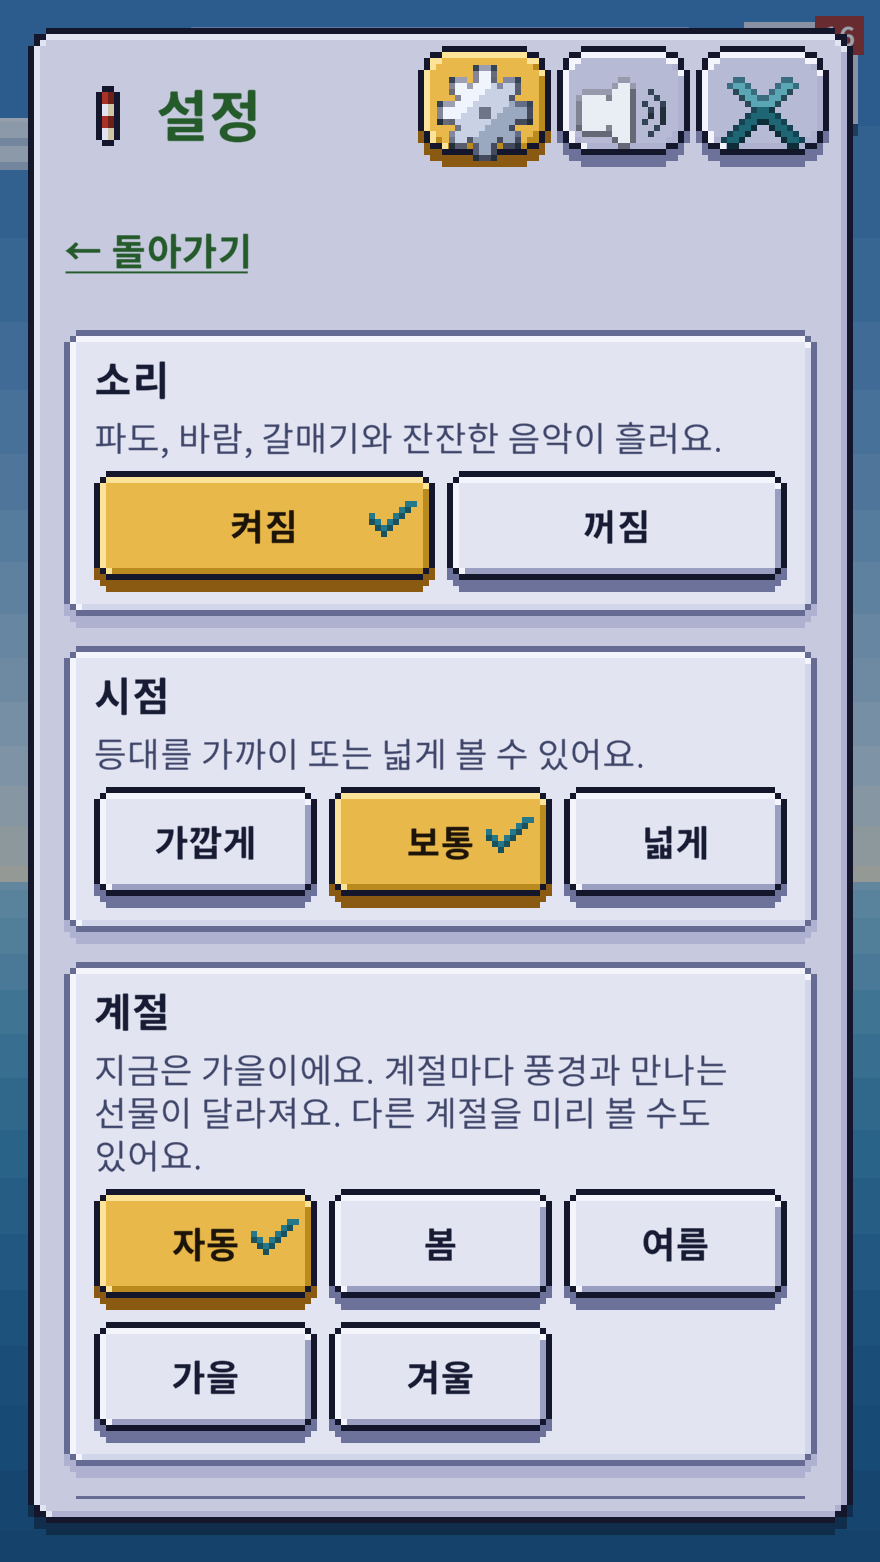 설정
← 돌아가기
소리
파도, 바람, 갈매기와 잔잔한 음악이 흘러요.
켜짐 꺼짐
시점
등대를 가까이 또는 넓게 볼 수 있어요.
가깝게 보통 넓게
계절
지금은 가을이에요. 계절마다 풍경과 만나는
선물이 달라져요. 다른 계절을 미리 볼 수도
있어요.
자동 봄 여름
가을 겨울